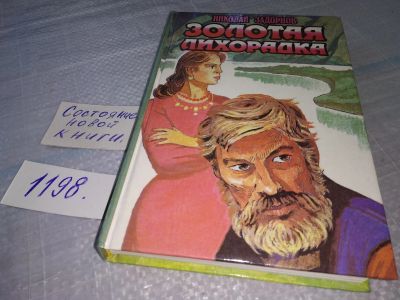 НИКОЛАЙ ЗАДОРНОВ
ЗОЛОТАЯ
ЛИХОРАДКА
Состояние
новой
книги.
1198.